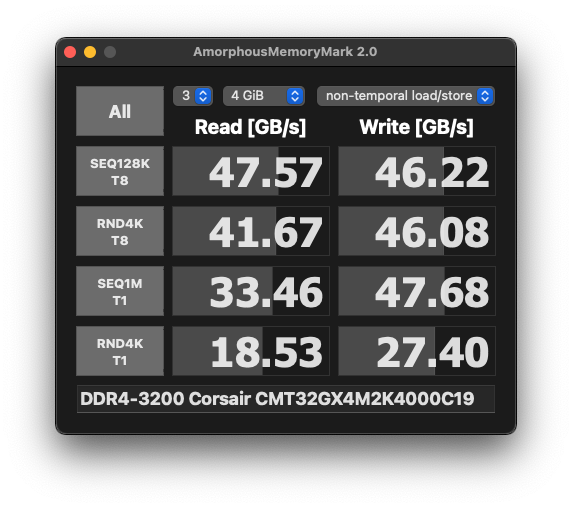 AmorphousMemoryMark 2.0
All
3
4 GiB
non-temporal load/store
Read [GB/s]
Write [GB/s]
SEQ128K
T8
47.57
46.22
RND4K
T8
41.67
46.08
SEQ1M
T1
33.46
47.68
RND4K
T1
18.53
27.40
DDR4-3200 Corsair CMT32GX4M2K4000C19